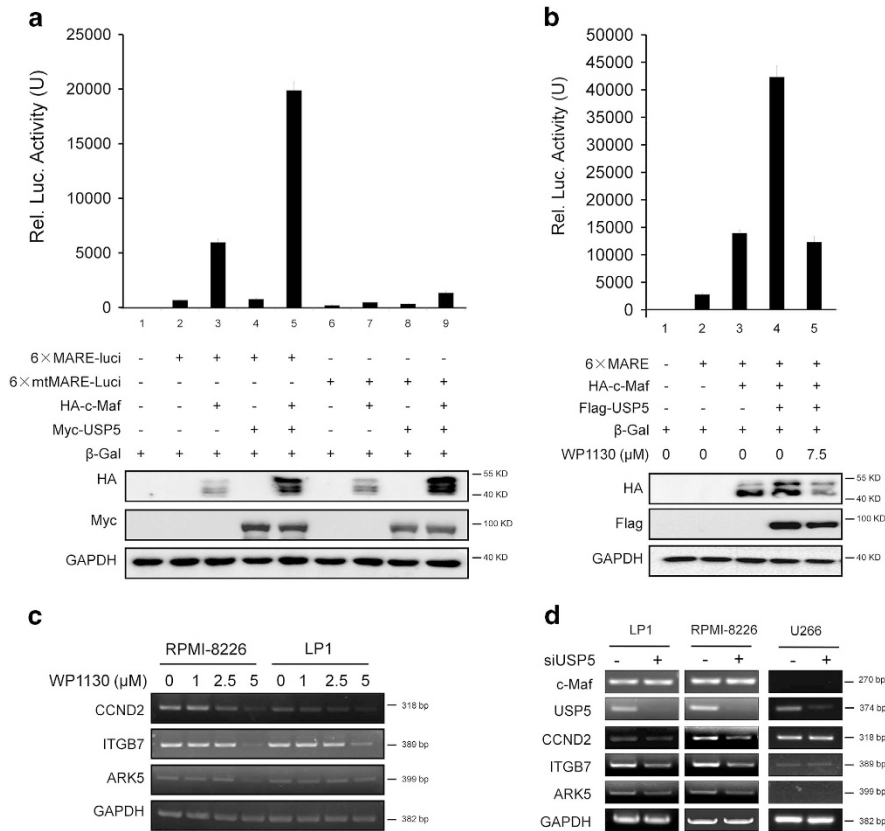 a
Rel. Luc. Activity (U)
25000
20000
15000
10000
5000
0
1 2 3 4 5 6 7 8 9
6×MARE-luci - + + + + - - - -
6×mtMARE-Luci - - - - - + + + +
HA-c-Maf - - + - + - + - +
Myc-USP5 - - - + + - - + +
β-Gal + + + + + + + + +
HA 55 KD
40 KD
Myc 100 KD
GAPDH 40 KD
b
Rel. Luc. Activity (U)
50000
45000
40000
35000
30000
25000
20000
15000
10000
5000
0
1 2 3 4 5
6×MARE - + + + +
HA-c-Maf - - + + +
Flag-USP5 - - - + +
β-Gal + + + + +
WP1130 (μM) 0 0 0 0 7.5
HA 55 KD
40 KD
Flag 100 KD
GAPDH 40 KD
c
RPMI-8226 LP1
WP1130 (μM) 0 1 2.5 5 0 1 2.5 5
CCND2 318 bp
ITGB7 389 bp
ARK5 399 bp
GAPDH 382 bp
d
LP1 RPMI-8226 U266
siUSP5 - + - + - +
c-Maf 270 bp
USP5 374 bp
CCND2 318 bp
ITGB7 389 bp
ARK5 399 bp
GAPDH 382 bp